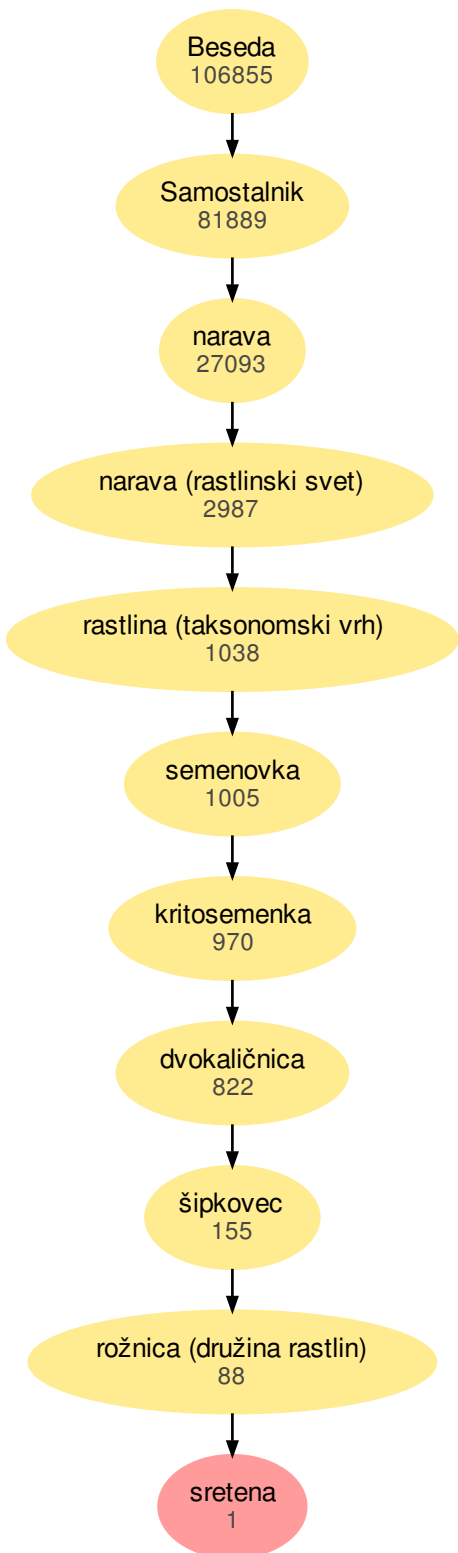 Beseda
106855
Samostalnik
81889
narava
27093
narava (rastlinski svet)
2987
rastlina (taksonomski vrh)
1038
semenovka
1005
kritosemenka
970
dvokaličnica
822
šipkovec
155
rožnica (družina rastlin)
88
sretena
1